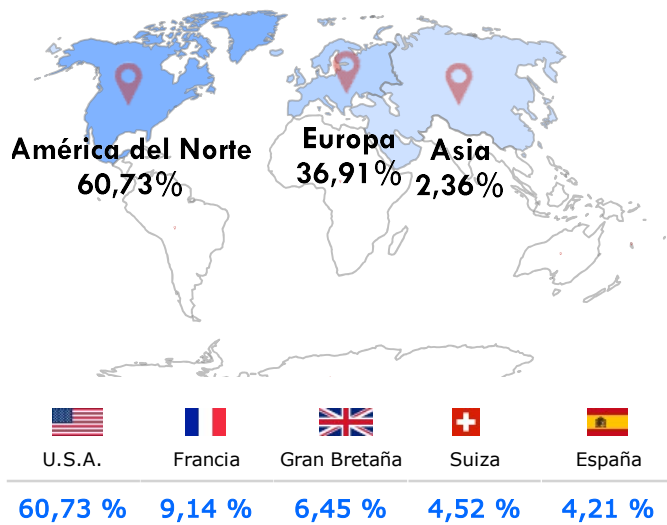 América del Norte
60,73%
Europa
36,91%
Asia
2,36%
U.S.A. Francia Gran Bretaña Suiza España
60,73 % 9,14 % 6,45 % 4,52 % 4,21 %